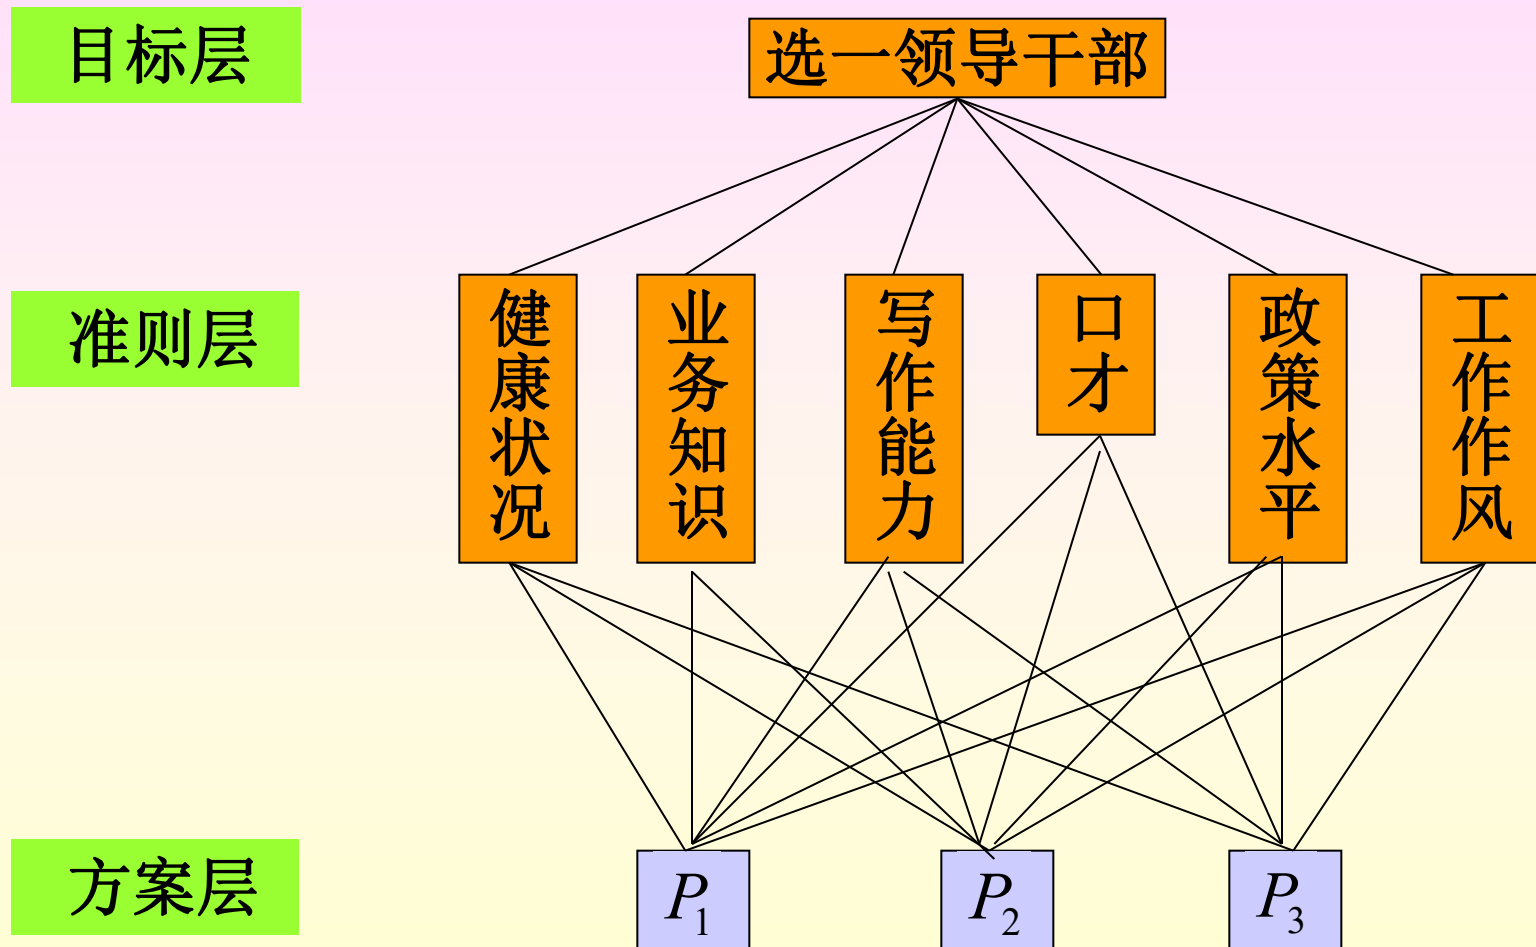 目标层
选一领导干部
准则层
健康状况
业务知识
写作能力
口才
政策水平
工作作风
方案层
P1
P2
P3